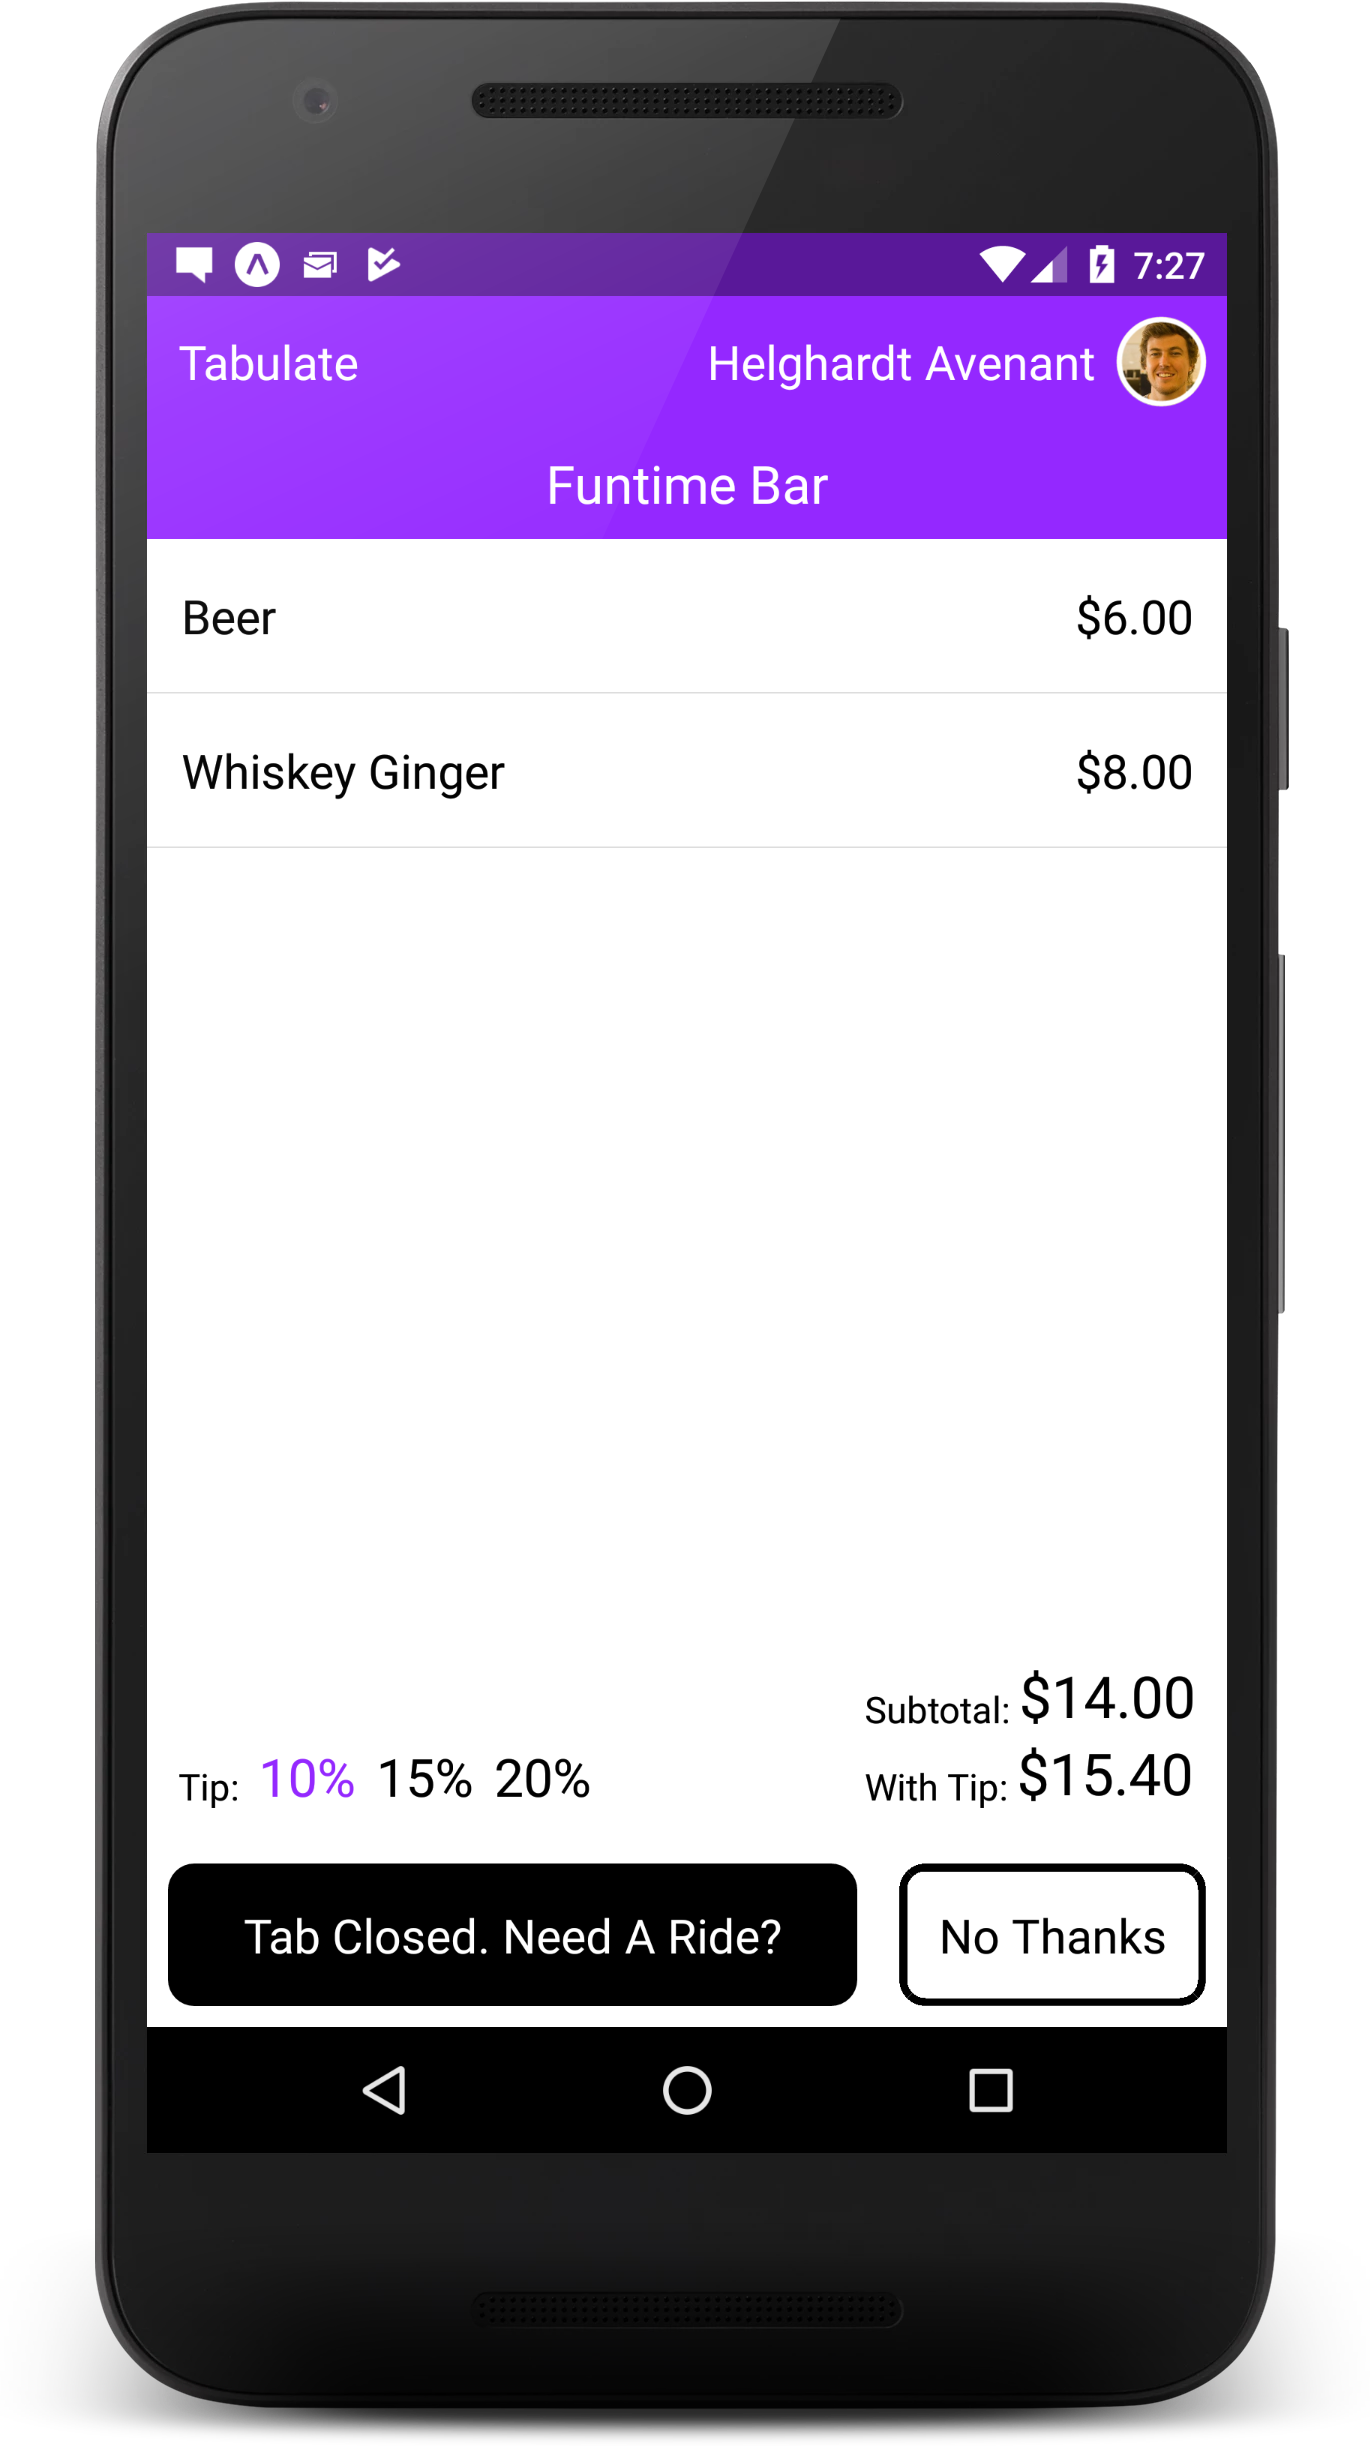 7:27
Tabulate Helghardt Avenant
Funtime Bar
Beer $6.00
Whiskey Ginger $8.00
Subtotal: $14.00
Tip: 10% 15% 20% With Tip: $15.40
Tab Closed. Need A Ride? No Thanks